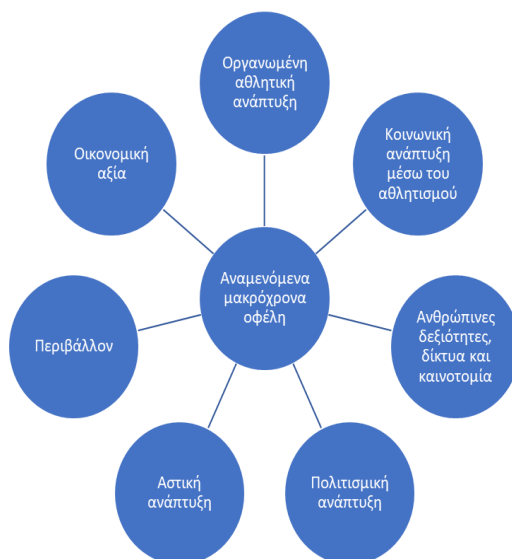 Οργανωμένη
αθλητική
ανάπτυξη
Κοινωνική
ανάπτυξη
μέσω του
αθλητισμού
Ανθρώπινες
δεξιότητες,
δίκτυα και
καινοτομία
Πολιτισμική
ανάπτυξη
Αστική
ανάπτυξη
Περιβάλλον
Οικονομική
αξία
Αναμενόμενα
μακρόχρονα
οφέλη